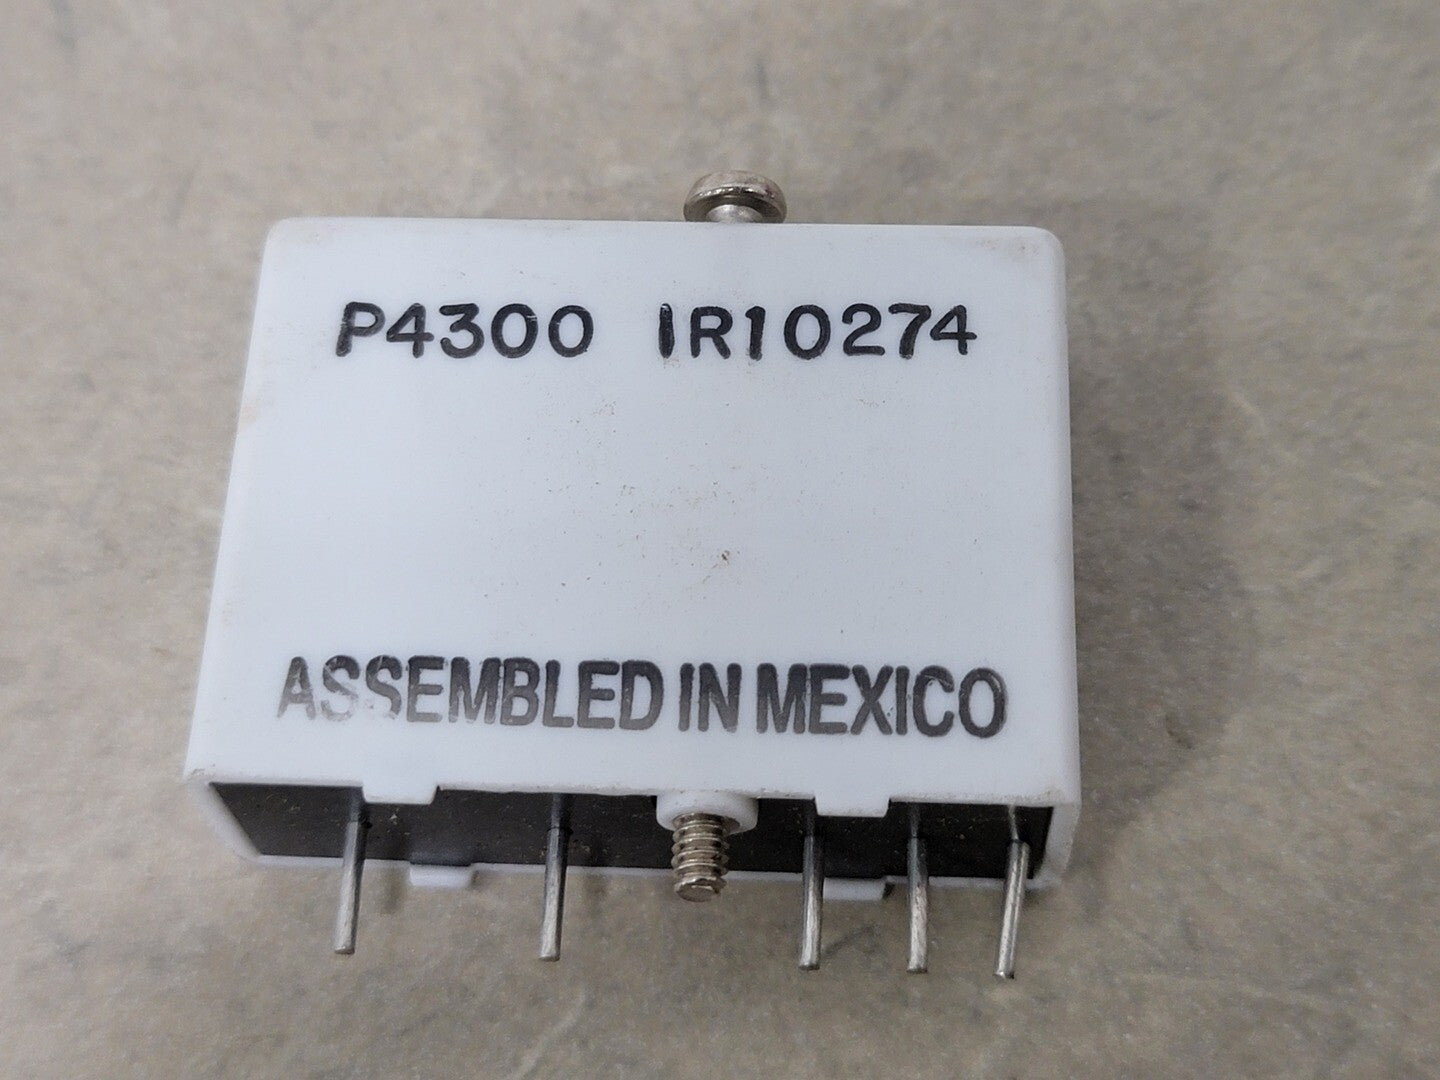 P4300 IR10274
ASSEMBLED IN MEXICO